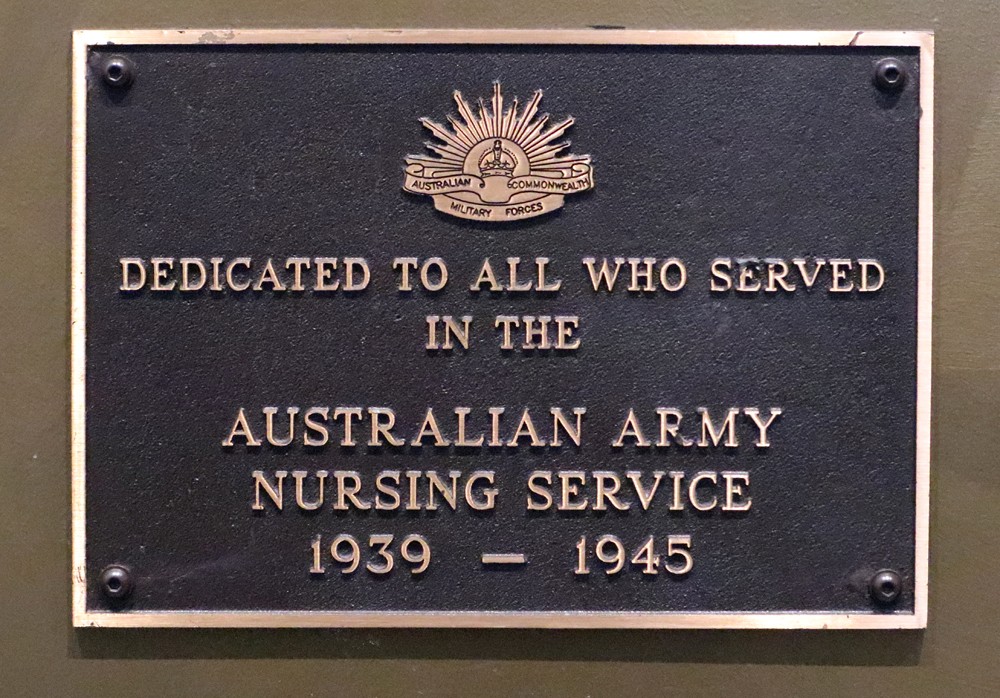 AUSTRALIAN COMMONWEALTH
MILITARY FORCES
DEDICATED TO ALL WHO SERVED
IN THE
AUSTRALIAN ARMY
NURSING SERVICE
1939 — 1945